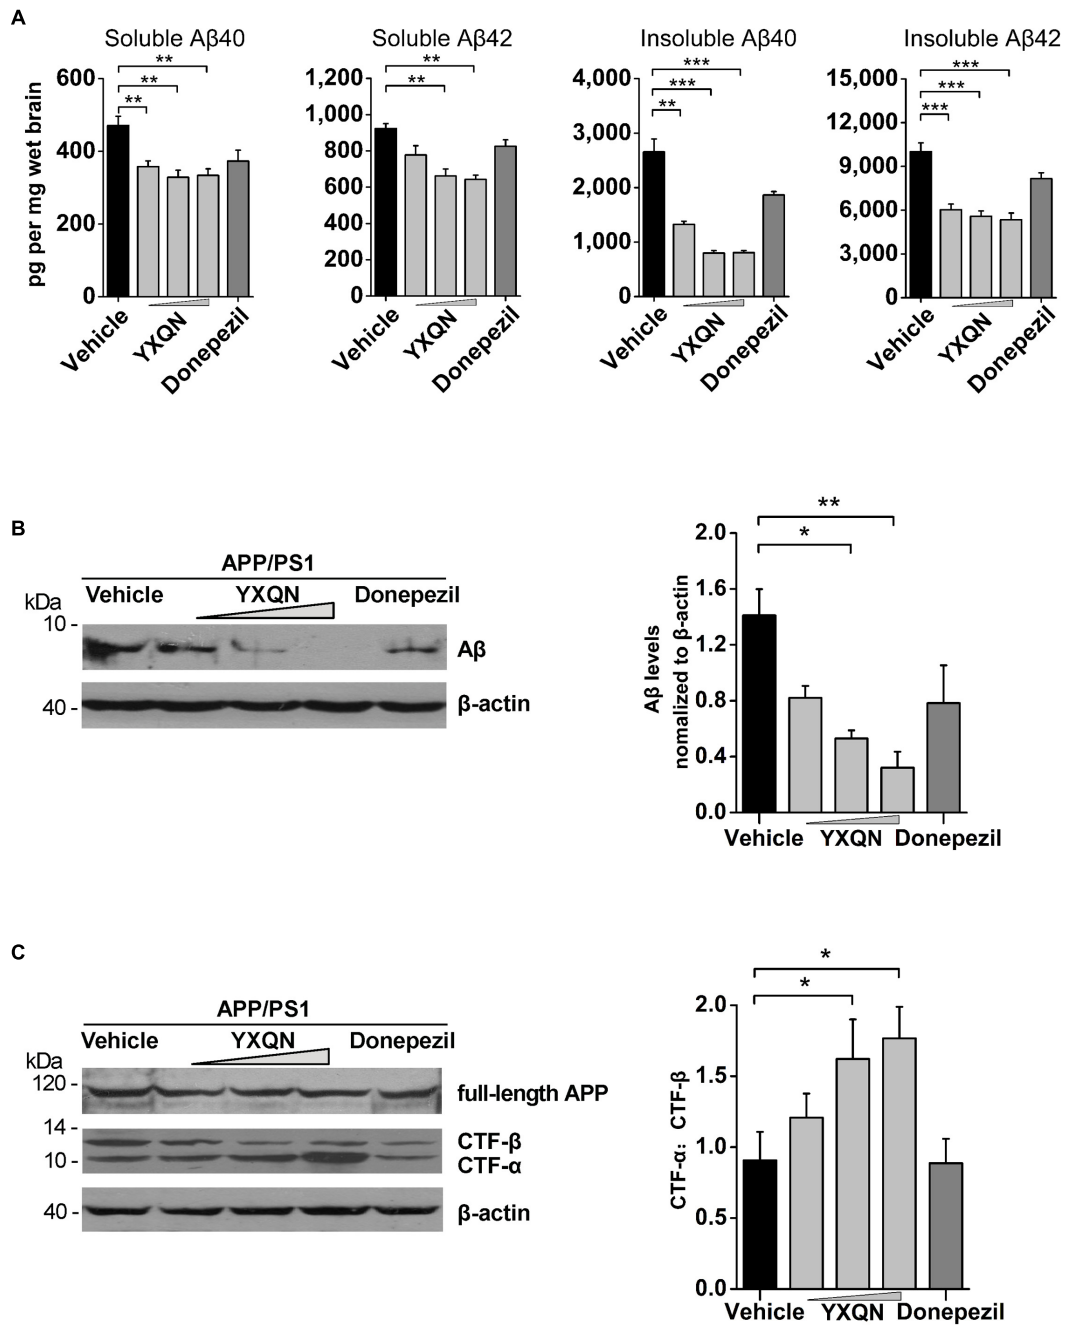 A
Soluble Aβ40
Soluble Aβ42
Insoluble Aβ40
Insoluble Aβ42
pg per mg wet brain
600
400
200
0
**
**
**
Vehicle
YXQN
Donepezil
1,200
1,000
800
600
400
200
0
**
**
Vehicle
YXQN
Donepezil
4,000
3,000
2,000
1,000
0
***
***
**
Vehicle
YXQN
Donepezil
15,000
12,000
9,000
6,000
3,000
0
***
***
***
Vehicle
YXQN
Donepezil
B
APP/PS1
Vehicle YXQN Donepezil
kDa
10 -
Aβ
40 -
β-actin
Aβ levels
nomalized to β-actin
2.0
1.6
1.2
0.8
0.4
0.0
**
*
Vehicle YXQN Donepezil
C
APP/PS1
Vehicle YXQN Donepezil
kDa
120 -
full-length APP
14 -
CTF-β
10 -
CTF-α
40 -
β-actin
CTF-α: CTF-β
2.0
1.5
1.0
0.5
0.0
*
*
Vehicle YXQN Donepezil